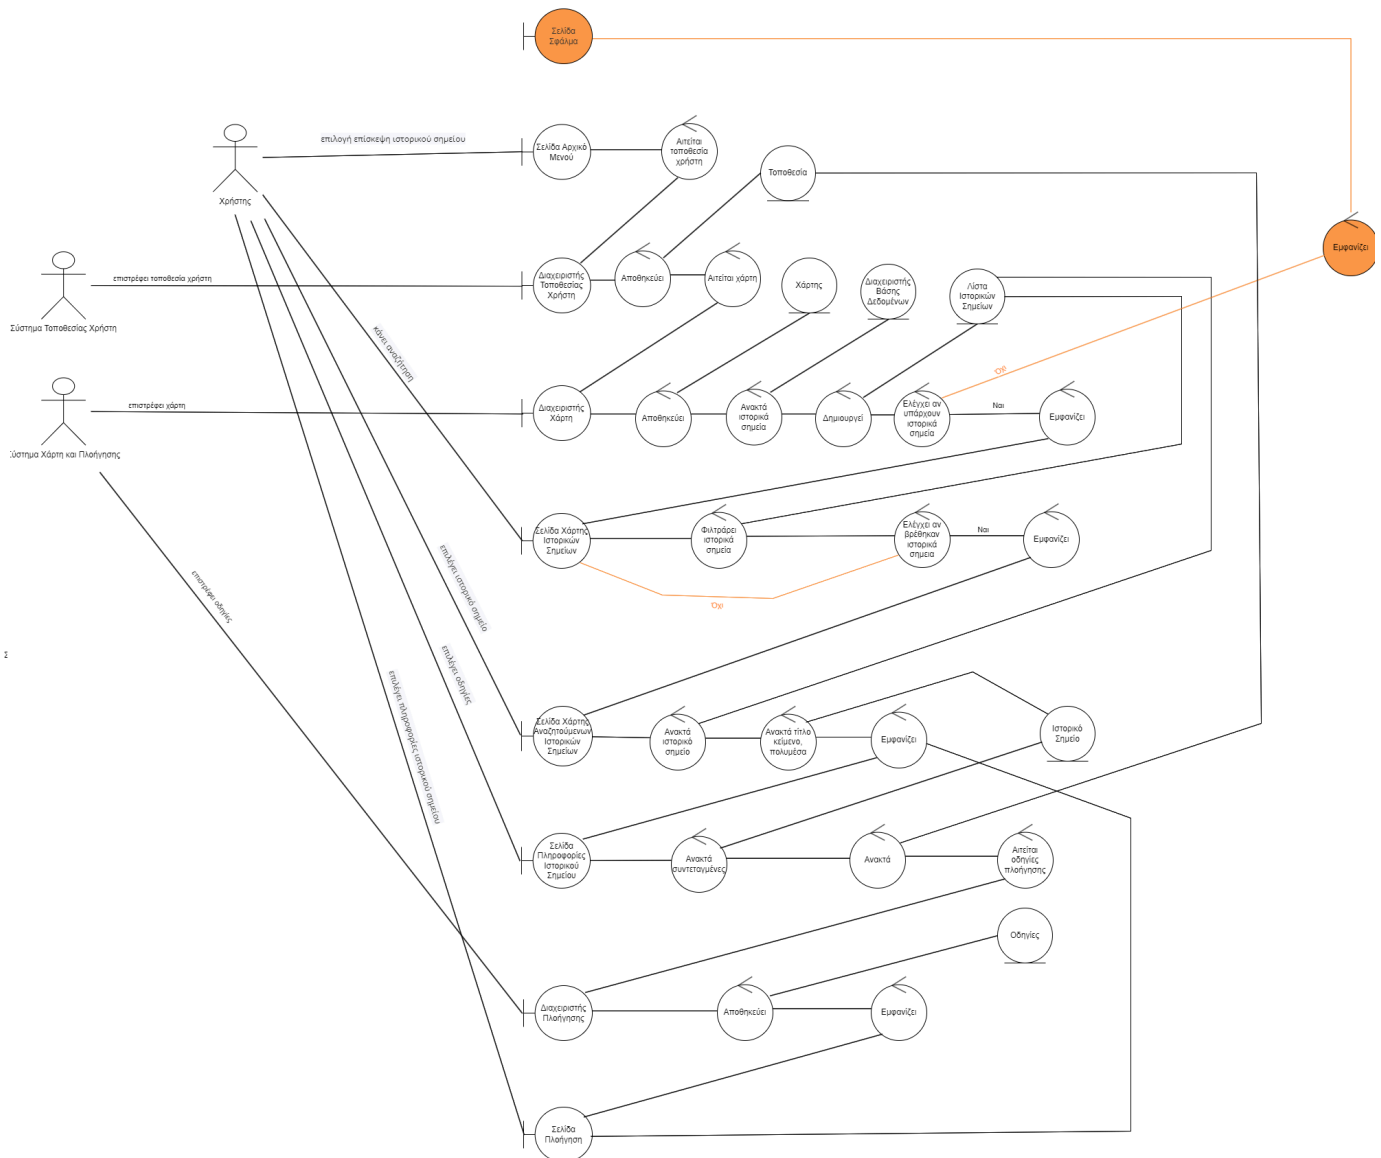 Σελίδα
Σφάλμα
επιλογή επίσκεψη ιστορικού σημείου
Σελίδα Αρχικό
Μενού
Αιτείται
τοποθεσία
χρήστη
Τοποθεσία
Χρήστης
Εμφανίζει
επιστρέφει τοποθεσία χρήστη
Διαχειριστής
Τοποθεσίας
Χρήστη
Αποθηκεύει
Αιτείται χάρτη
Χάρτης
Διαχειριστής
Βάσης
Δεδομένων
Λίστα
Ιστορικών
Σημείων
Σύστημα Τοποθεσίας Χρήστη
κάνει αναζήτηση
Όχι
επιστρέφει χάρτη
Διαχειριστής
Χάρτη
Αποθηκεύει
Ανακτά
ιστορικά
σημεία
Δημιουργεί
Ελέγχει αν
υπάρχουν
ιστορικά
σημεία
Ναι
Εμφανίζει
Σύστημα Χάρτη και Πλοήγησης
Σελίδα Χάρτης
Ιστορικών
Σημείων
Φιλτράρει
ιστορικά
σημεία
Ελέγχει αν
βρέθηκαν
ιστορικά
σημεια
Ναι
Εμφανίζει
Όχι
επιστρέφει οδηγίες
επιλέγει ιστορικό σημείο
επιλέγει οδηγίες
επιλέγει πληροφορίες ιστορικού σημείου
Σ
Σελίδα Χάρτης
Αναζητούμενων
Ιστορικών
Σημείων
Ανακτά
ιστορικό
σημείο
Ανακτά τίτλο
κείμενο,
πολυμέσα
Εμφανίζει
Ιστορικό
Σημείο
Σελίδα
Πληροφορίες
Ιστορικού
Σημείου
Ανακτά
συντεταγμένες
Ανακτά
Αιτείται
οδηγίες
πλοήγησης
Οδηγίες
Διαχειριστής
Πλοήγησης
Αποθηκεύει
Εμφανίζει
Σελίδα
Πλοήγηση